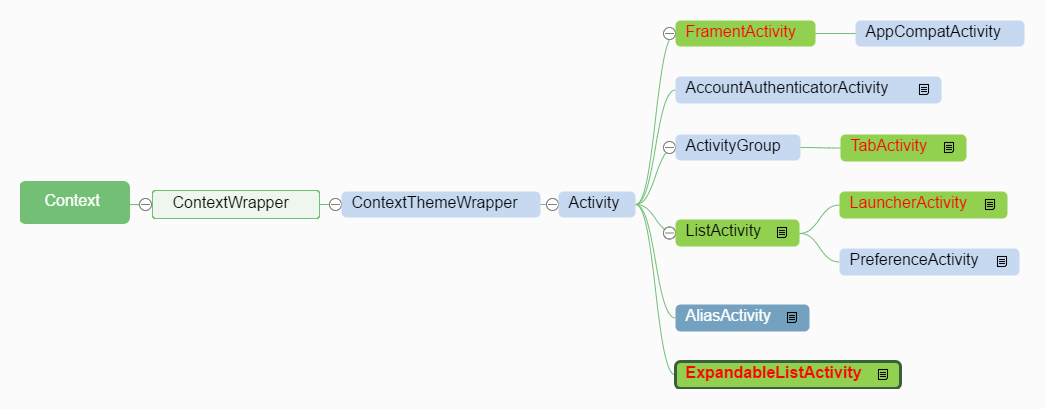 Context
ContextWrapper
ContextThemeWrapper
Activity
FramentActivity
AppCompatActivity
AccountAuthenticatorActivity
ActivityGroup
TabActivity
ListActivity
LauncherActivity
PreferenceActivity
AliasActivity
ExpandableListActivity